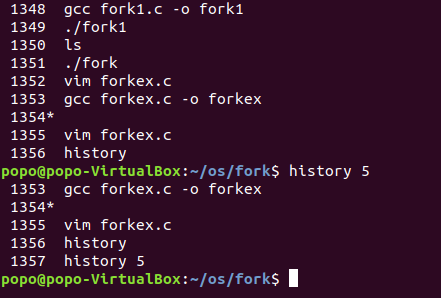 1348 gcc fork1.c -o fork1
1349 ./fork1
1350 ls
1351 ./fork
1352 vim forkex.c
1353 gcc forkex.c -o forkex
1354*
1355 vim forkex.c
1356 history
popo@popo-VirtualBox:~/os/fork$ history 5
1353 gcc forkex.c -o forkex
1354*
1355 vim forkex.c
1356 history
1357 history 5
popo@popo-VirtualBox:~/os/fork$